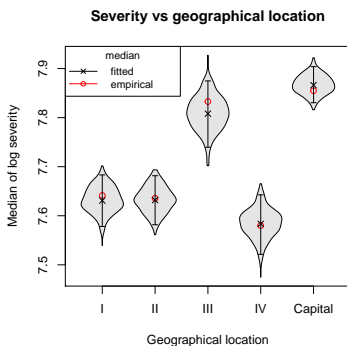 Severity vs geographical location
median
fitted
empirical
Median of log severity
7.9
7.8
7.7
7.6
7.5
I II III IV Capital
Geographical location